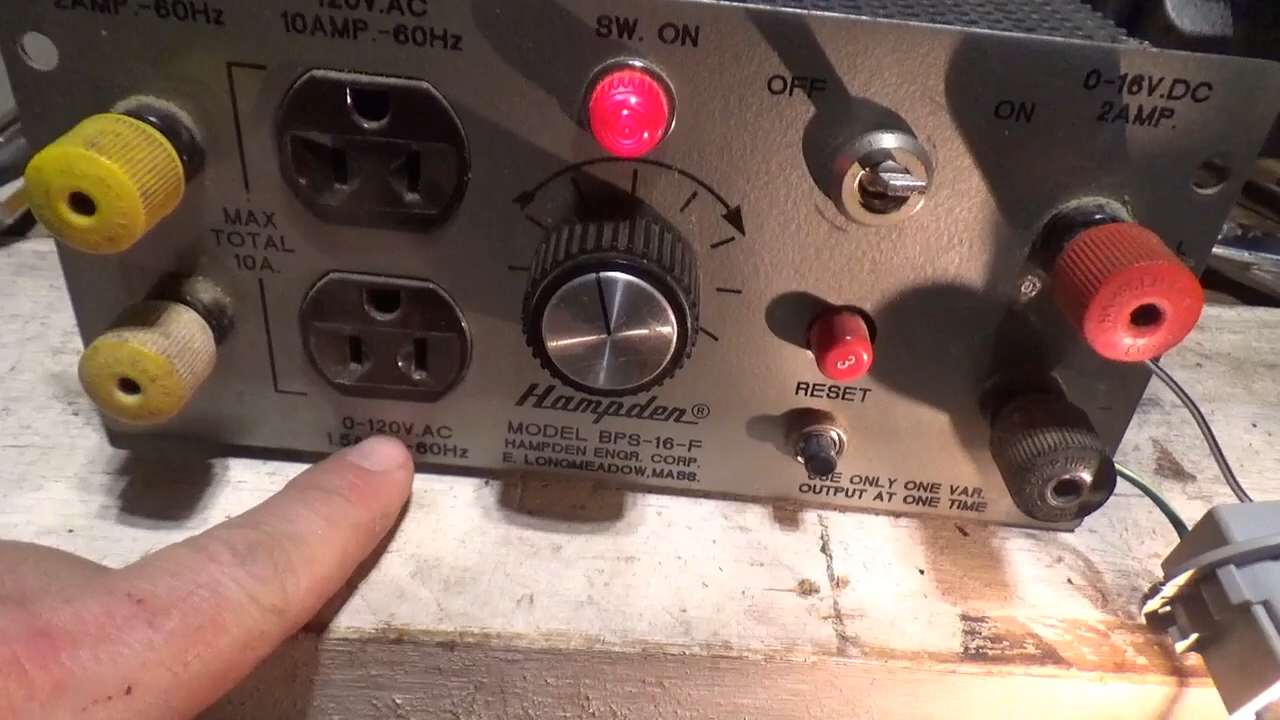 2AMP.-60Hz
120V.AC
10AMP.-60Hz
SW. ON
OFF
ON
0-16V.DC
2AMP.
MAX
TOTAL
10A.
+
3
RESET
Hampden®
MODEL BPS-16-F
HAMPDEN ENGR. CORP.
E. LONGMEADOW, MASS.
0-120V.AC
60Hz
USE ONLY ONE VAR.
OUTPUT AT ONE TIME
-